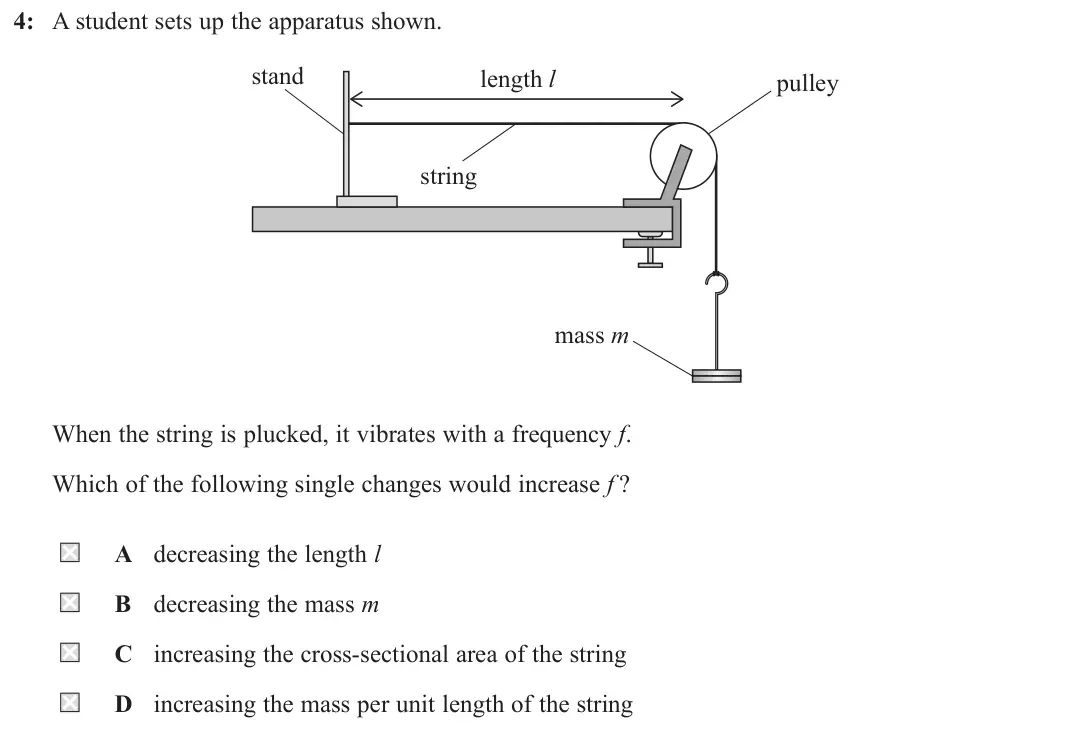 4: A student sets up the apparatus shown.
stand
length l
pulley
string
mass m
When the string is plucked, it vibrates with a frequency f.
Which of the following single changes would increase f?
A decreasing the length l
B decreasing the mass m
C increasing the cross-sectional area of the string
D increasing the mass per unit length of the string